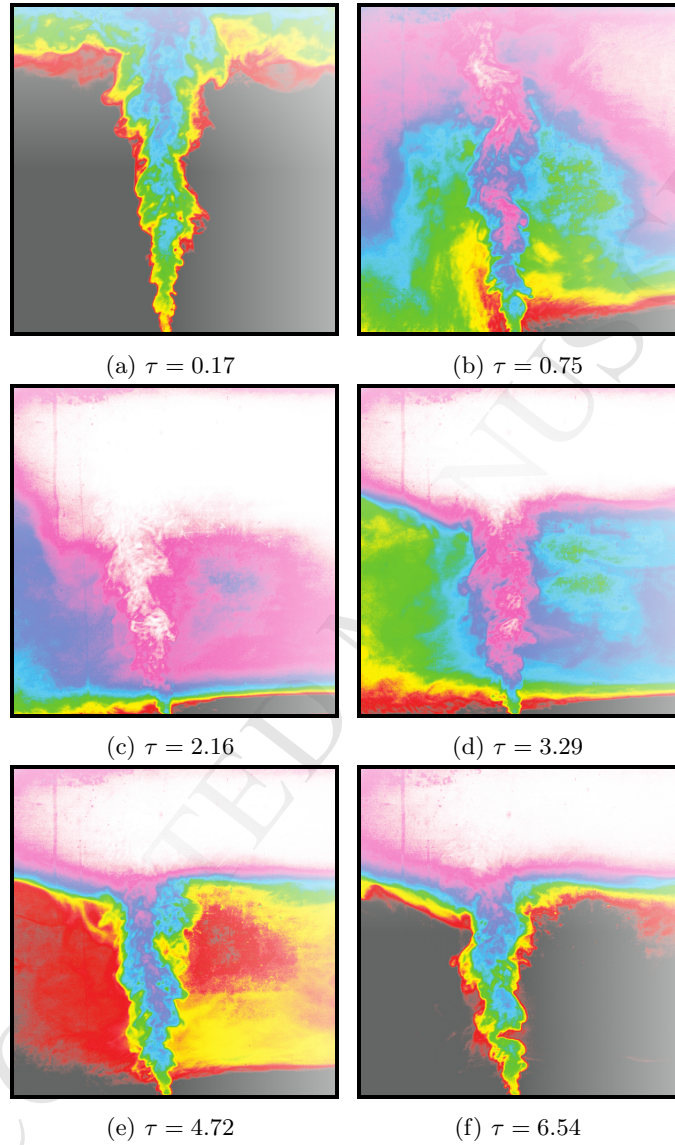 (a) τ = 0.17
(b) τ = 0.75
(c) τ = 2.16
(d) τ = 3.29
(e) τ = 4.72
(f) τ = 6.54